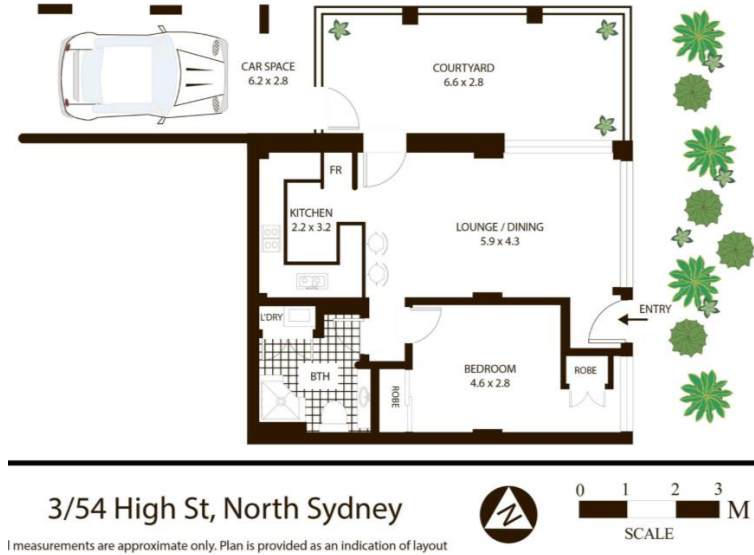 CAR SPACE
6.2 x 2.8
COURTYARD
6.6 x 2.8
FR
KITCHEN
2.2 x 3.2
LOUNGE / DINING
5.9 x 4.3
ENTRY
L'DRY
BTH
ROBE
BEDROOM
4.6 x 2.8
ROBE
3/54 High St, North Sydney
N
0 1 2 3
M
SCALE
measurements are approximate only. Plan is provided as an indication of layout